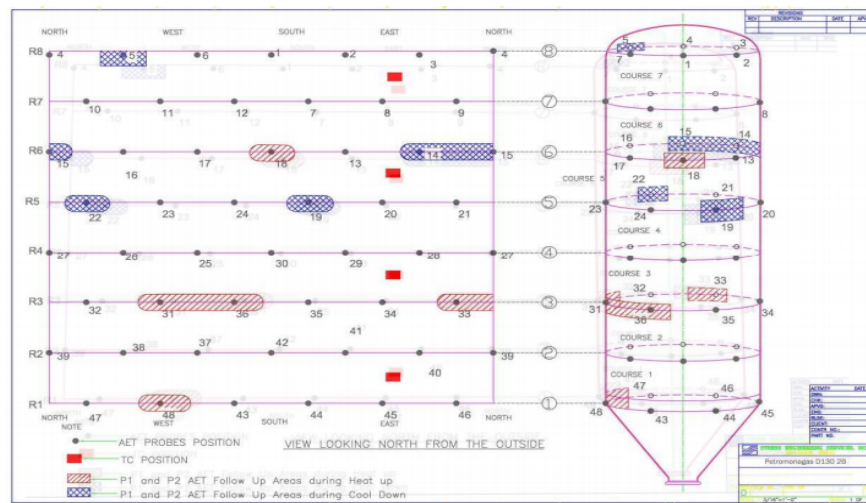 REVISIONS
REV DESCRIPTION DATE
NORTH WEST SOUTH EAST NORTH
R8 4 5 6 1 2 3 4
R7 10 11 12 7 8 9
R6 15 16 17 18 13 14 15
R5 22 23 24 19 20 21
R4 27 26 25 30 29 28 27
R3 32 31 36 35 34 33
R2 39 38 37 42 41 40 39
R1 47 48 43 44 45 46
NORTH WEST SOUTH EAST NORTH
8 5 4 3 7 1 2
COURSE 7
7 8
COURSE 6
6 16 15 14 17 18 13
COURSE 5
5 22 21 23 24 19 20
COURSE 4
4
COURSE 3
3 32 33 31 36 35 34
COURSE 2
2
COURSE 1
1 47 46 48 43 44 45
NOTE
AET PROBES POSITION
TC POSITION
P1 and P2 AET Follow Up Areas during Heat up
P1 and P2 AET Follow Up Areas during Cool Down
VIEW LOOKING NORTH FROM THE OUTSIDE
ACTIVITY DATE
Petromonagas D130 2B